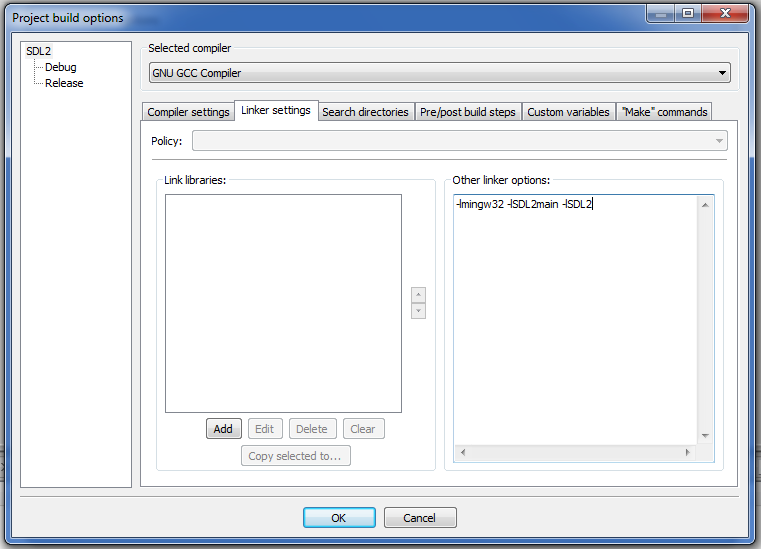 Project build options
SDL2
Debug
Release
Selected compiler
GNU GCC Compiler
Compiler settings
Linker settings
Search directories
Pre/post build steps
Custom variables
"Make" commands
Policy:
Link libraries:
Other linker options:
-lmingw32 -lSDL2main -lSDL2
Add
Edit
Delete
Clear
Copy selected to...
OK
Cancel